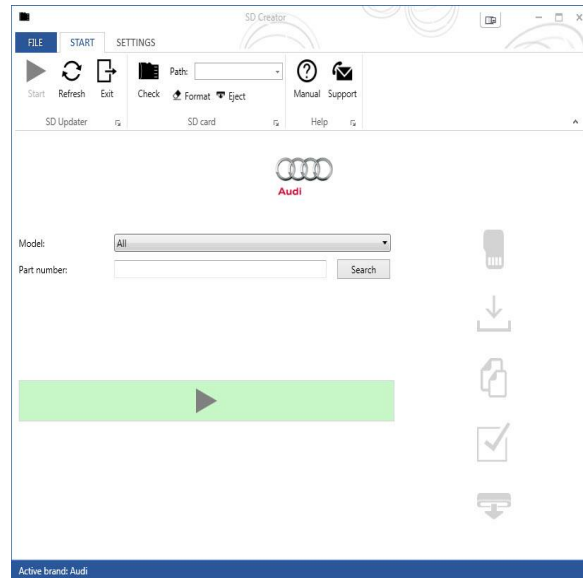 SD Creator
FILE START SETTINGS
Start Refresh Exit Check Path: Format Eject Manual Support
SD Updater SD card Help
Audi
Model: All
Part number: Search
Active brand: Audi